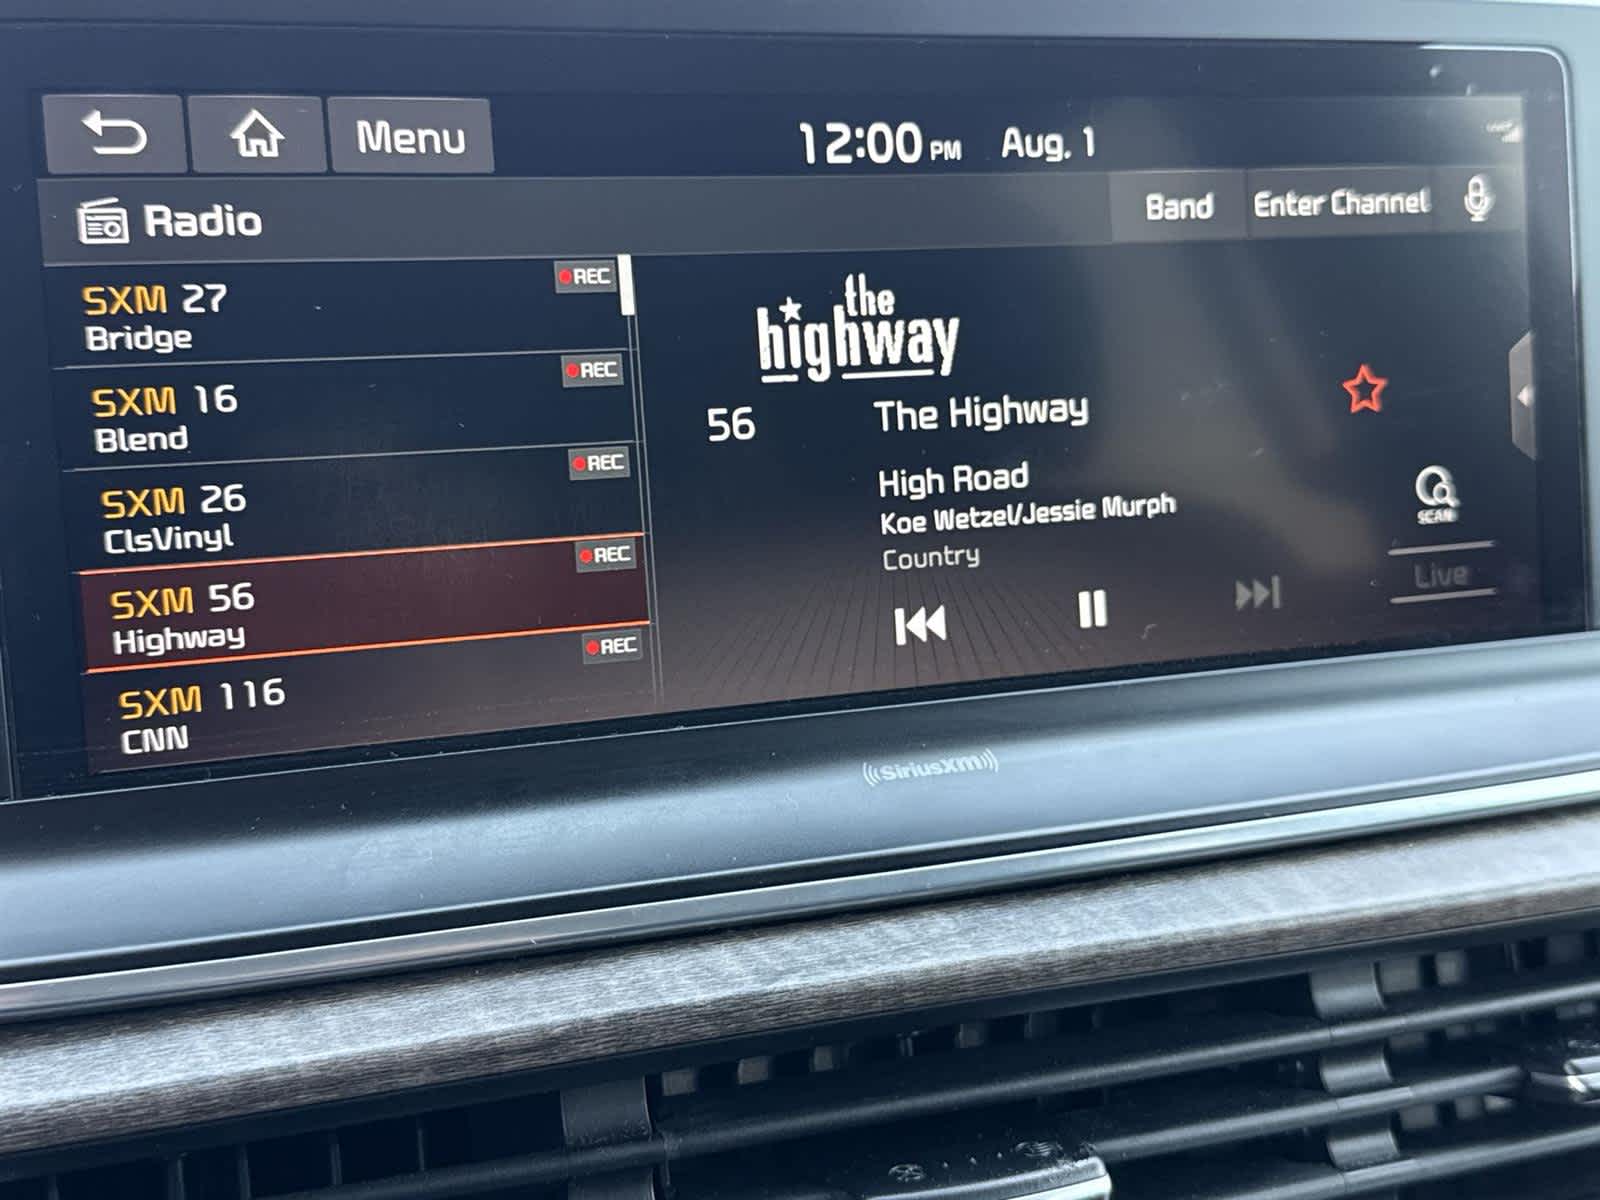 Menu
12:00 PM Aug. 1
Radio
Band
Enter Channel
SXM 27
REC
Bridge
SXM 16
REC
Blend
SXM 26
REC
ClsVinyl
SXM 56
REC
Highway
SXM 116
REC
CNN
the
highway
56
The Highway
High Road
Koe Wetzel/Jessie Murph
Country
SCAN
Live
((SiriusXM))